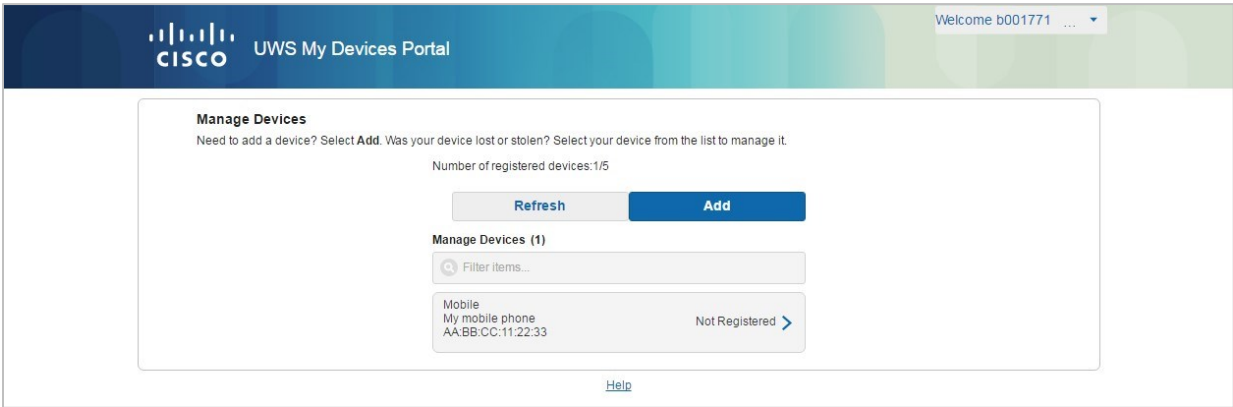 Welcome b001771 ...
CISCO UWS My Devices Portal
Manage Devices
Need to add a device? Select Add. Was your device lost or stolen? Select your device from the list to manage it.
Number of registered devices:1/5
Refresh Add
Manage Devices (1)
Filter items...
Mobile
My mobile phone
AA:BB:CC:11:22:33
Not Registered
Help